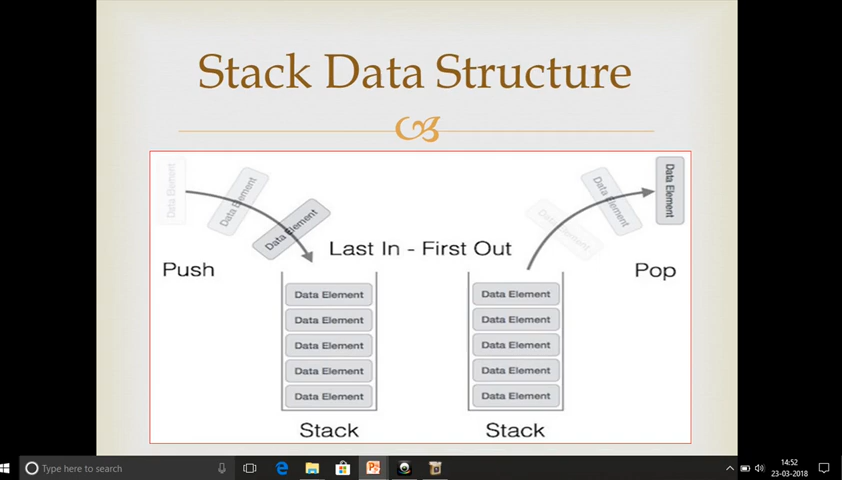 Stack Data Structure
Data Element
Data Element
Data Element
Data Element
Data Element
Data Element
Data Element
Last In - First Out
Push
Pop
Data Element
Data Element
Data Element
Data Element
Data Element
Data Element
Data Element
Data Element
Data Element
Stack
Stack
Type here to search
14:52
23-03-2018